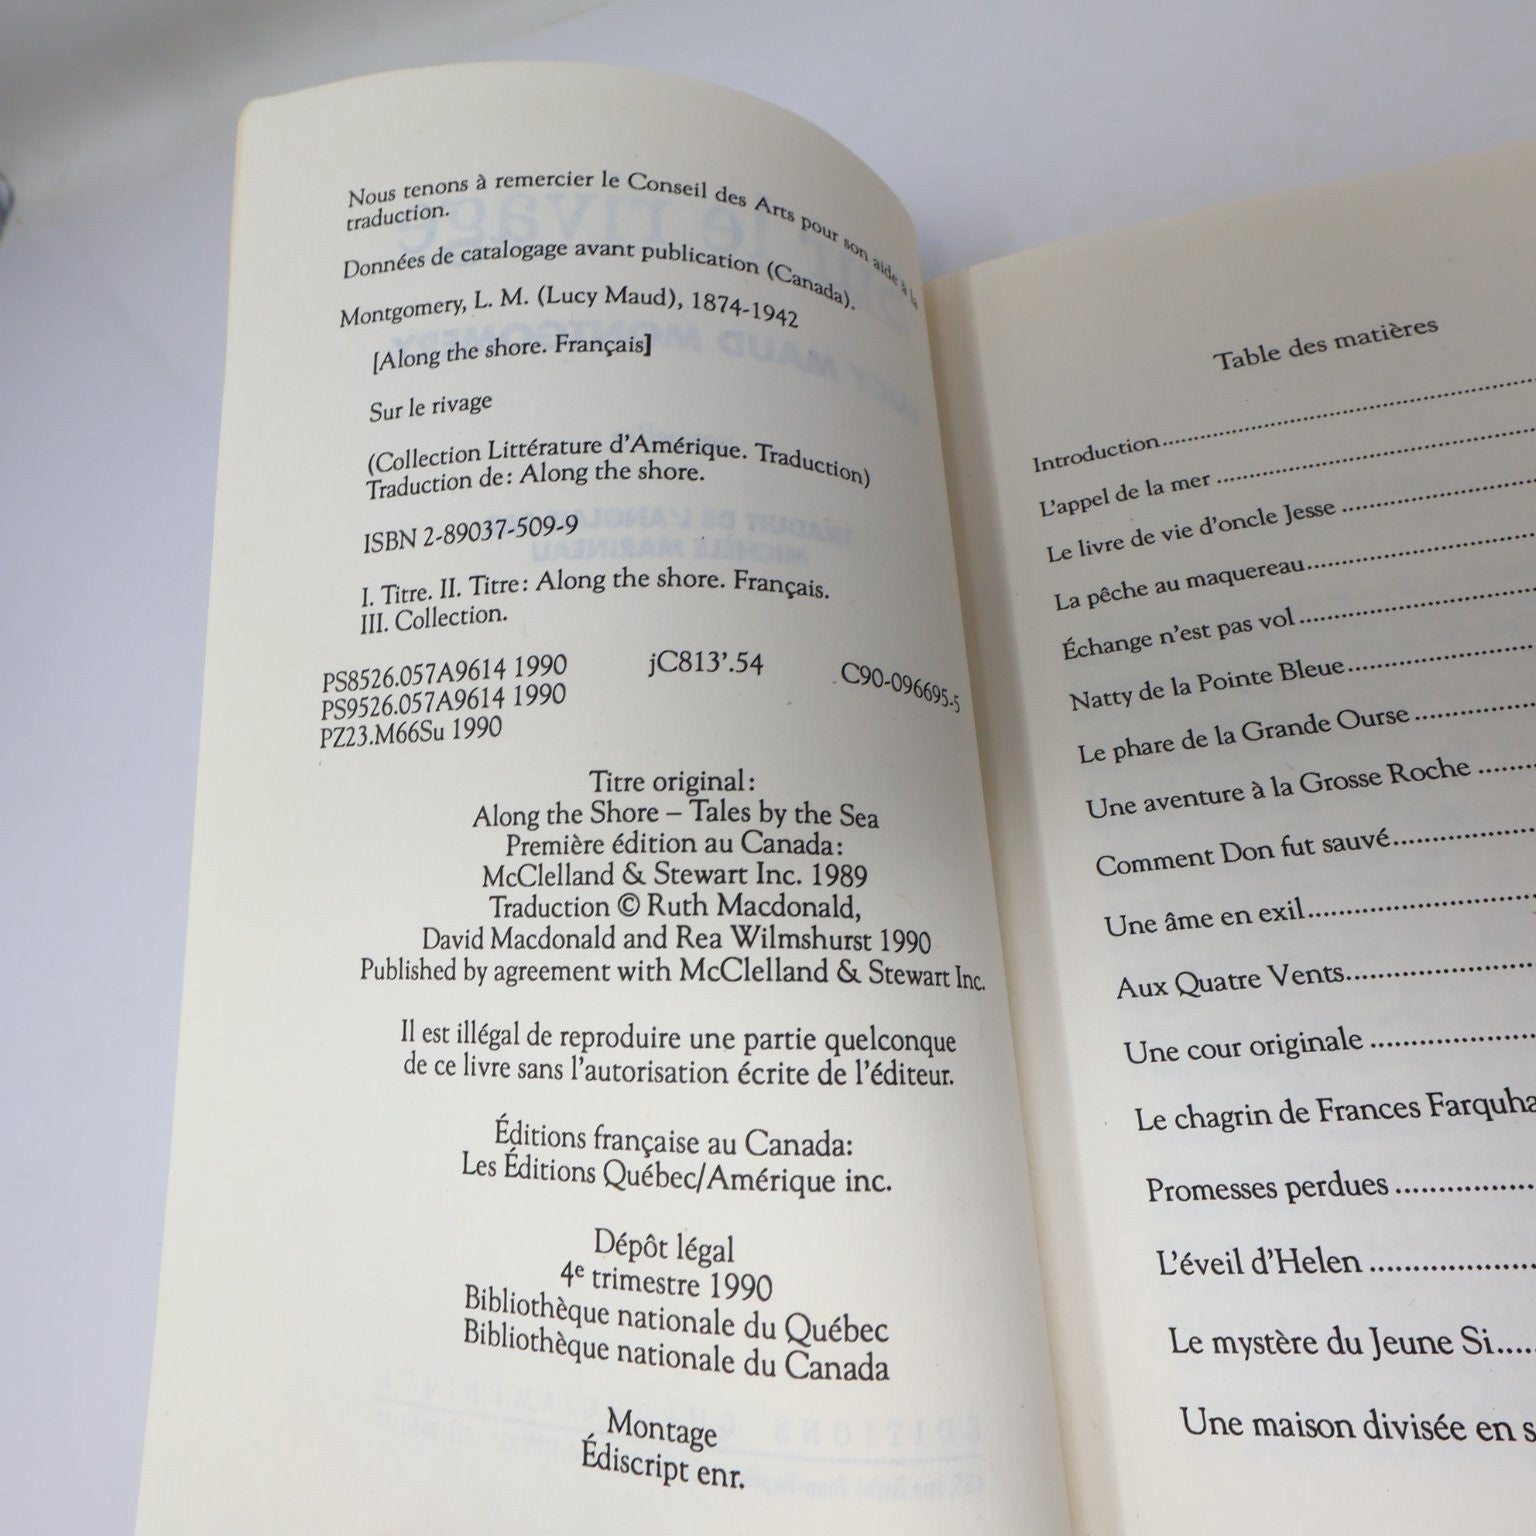 Nous tenons à remercier le Conseil des Arts pour son aide à la
traduction.
Données de catalogage avant publication (Canada).
Montgomery, L. M. (Lucy Maud), 1874-1942
[Along the shore. Français]
Sur le rivage
(Collection Littérature d'Amérique. Traduction)
Traduction de : Along the shore.
ISBN 2-89037-509-9
I. Titre. II. Titre : Along the shore. Français.
III. Collection.
PS8526.057A9614 1990 jC813'.54 C90-096695-5
PS9526.057A9614 1990
PZ23.M66Su 1990
Titre original :
Along the Shore – Tales by the Sea
Première édition au Canada :
McClelland & Stewart Inc. 1989
Traduction © Ruth Macdonald,
David Macdonald and Rea Wilmshurst 1990
Published by agreement with McClelland & Stewart Inc.
Il est illégal de reproduire une partie quelconque
de ce livre sans l'autorisation écrite de l'éditeur.
Éditions française au Canada:
Les Éditions Québec/Amérique inc.
Dépôt légal
4e trimestre 1990
Bibliothèque nationale du Québec
Bibliothèque nationale du Canada
Montage
Édiscript enr.
Table des matières
Introduction
L'appel de la mer
Le livre de vie d'oncle Jesse
La pêche au maquereau
Échange n'est pas vol
Natty de la Pointe Bleue
Le phare de la Grande Ourse
Une aventure à la Grosse Roche
Comment Don fut sauvé
Une âme en exil
Aux Quatre Vents
Une cour originale
Le chagrin de Frances Farquha
Promesses perdues
L'éveil d'Helen
Le mystère du Jeune Si
Une maison divisée en s